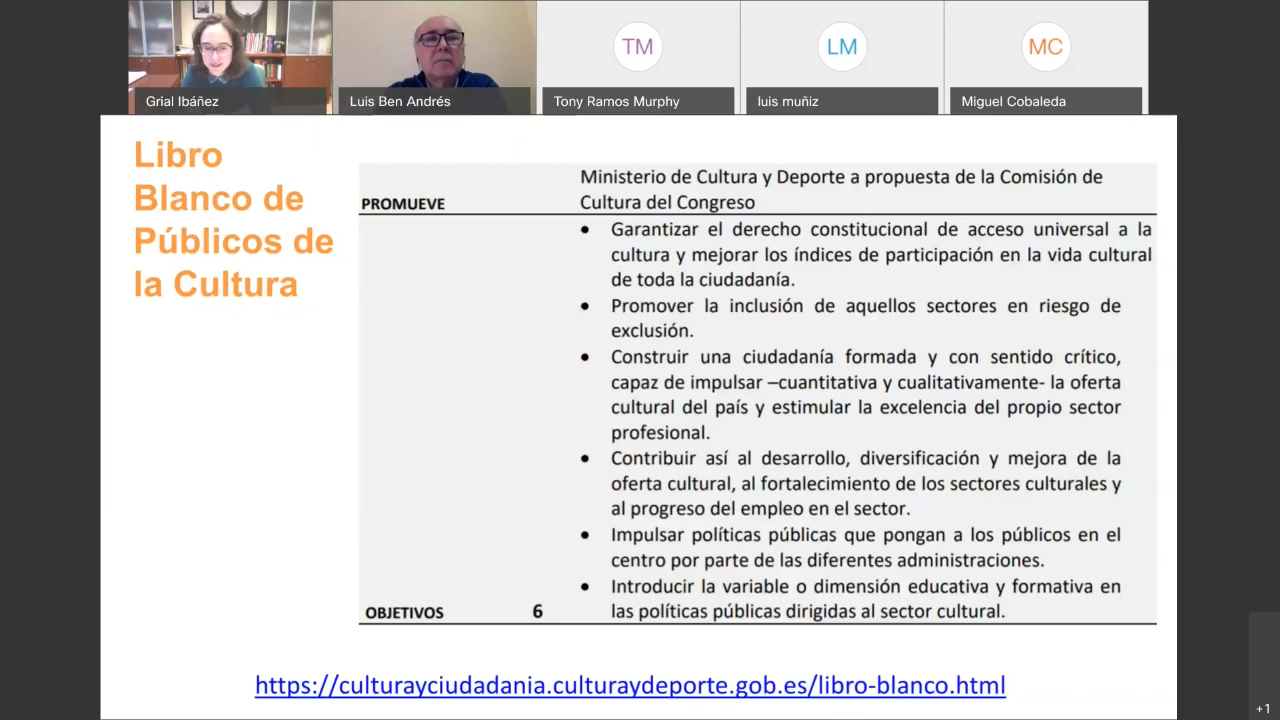 TM
LM
MC
Grial Ibáñez
Luis Ben Andrés
Tony Ramos Murphy
luis muñiz
Miguel Cobaleda
Libro
Blanco de
Públicos de
la Cultura
PROMUEVE
Ministerio de Cultura y Deporte a propuesta de la Comisión de
Cultura del Congreso
• Garantizar el derecho constitucional de acceso universal a la
cultura y mejorar los índices de participación en la vida cultural
de toda la ciudadanía.
• Promover la inclusión de aquellos sectores en riesgo de
exclusión.
• Construir una ciudadanía formada y con sentido crítico,
capaz de impulsar –cuantitativa y cualitativamente- la oferta
cultural del país y estimular la excelencia del propio sector
profesional.
• Contribuir así al desarrollo, diversificación y mejora de la
oferta cultural, al fortalecimiento de los sectores culturales y
al progreso del empleo en el sector.
• Impulsar políticas públicas que pongan a los públicos en el
centro por parte de las diferentes administraciones.
• Introducir la variable o dimensión educativa y formativa en
las políticas públicas dirigidas al sector cultural.
OBJETIVOS 6
https://culturayciudadania.culturaydeporte.gob.es/libro-blanco.html
+1